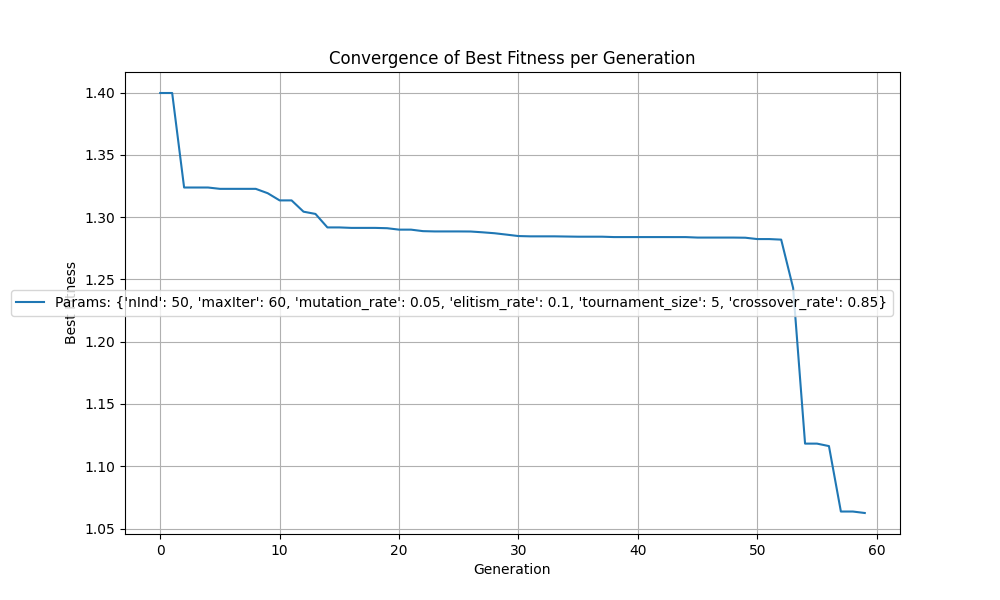 Convergence of Best Fitness per Generation
1.40
1.35
1.30
1.25
1.20
1.15
1.10
1.05
Params: {'nInd': 50, 'maxIter': 60, 'mutation_rate': 0.05, 'elitism_rate': 0.1, 'tournament_size': 5, 'crossover_rate': 0.85}
Best Fitness
0 10 20 30 40 50 60
Generation